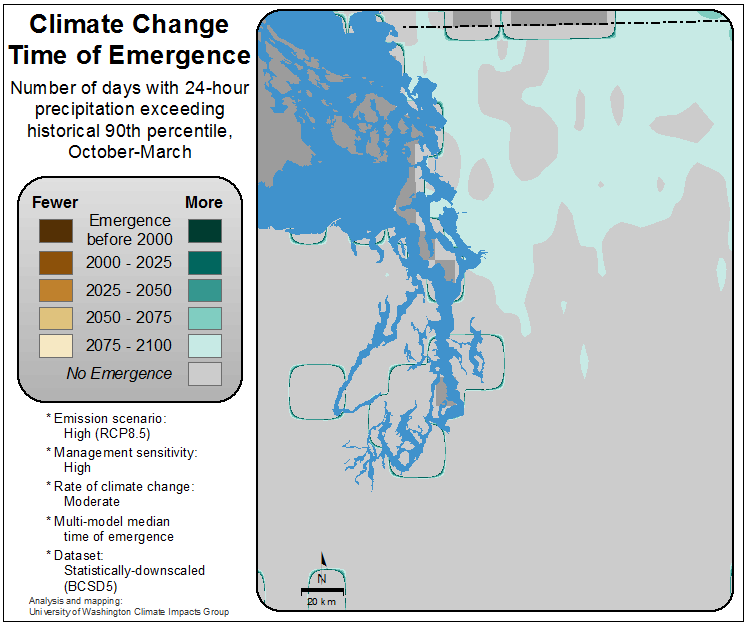 Climate Change
Time of Emergence
Number of days with 24-hour
precipitation exceeding
historical 90th percentile,
October-March
Fewer
More
Emergence
before 2000
2000 - 2025
2025 - 2050
2050 - 2075
2075 - 2100
No Emergence
* Emission scenario:
High (RCP8.5)
* Management sensitivity:
High
* Rate of climate change:
Moderate
* Multi-model median
time of emergence
* Dataset:
Statistically-downscaled
(BCSD5)
Analysis and mapping:
University of Washington Climate Impacts Group
N
20 km